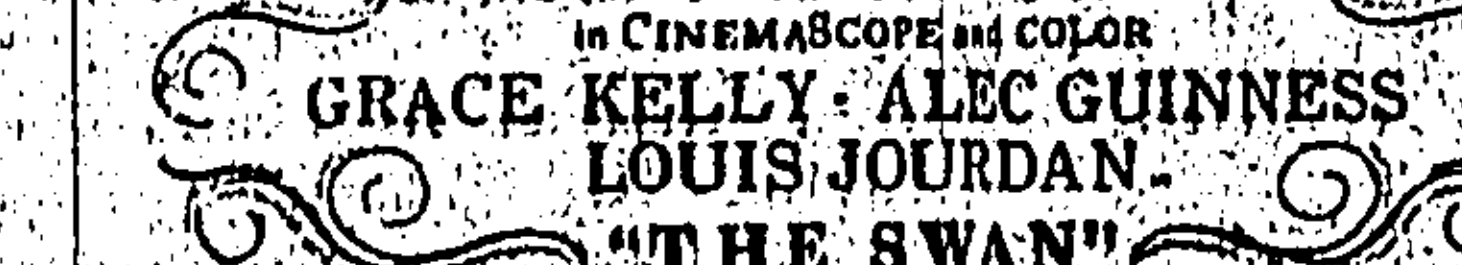 in CINEMASCOPE and COLOR
GRACE KELLY · ALEC GUINNESS
LOUIS JOURDAN
"THE SWAN"